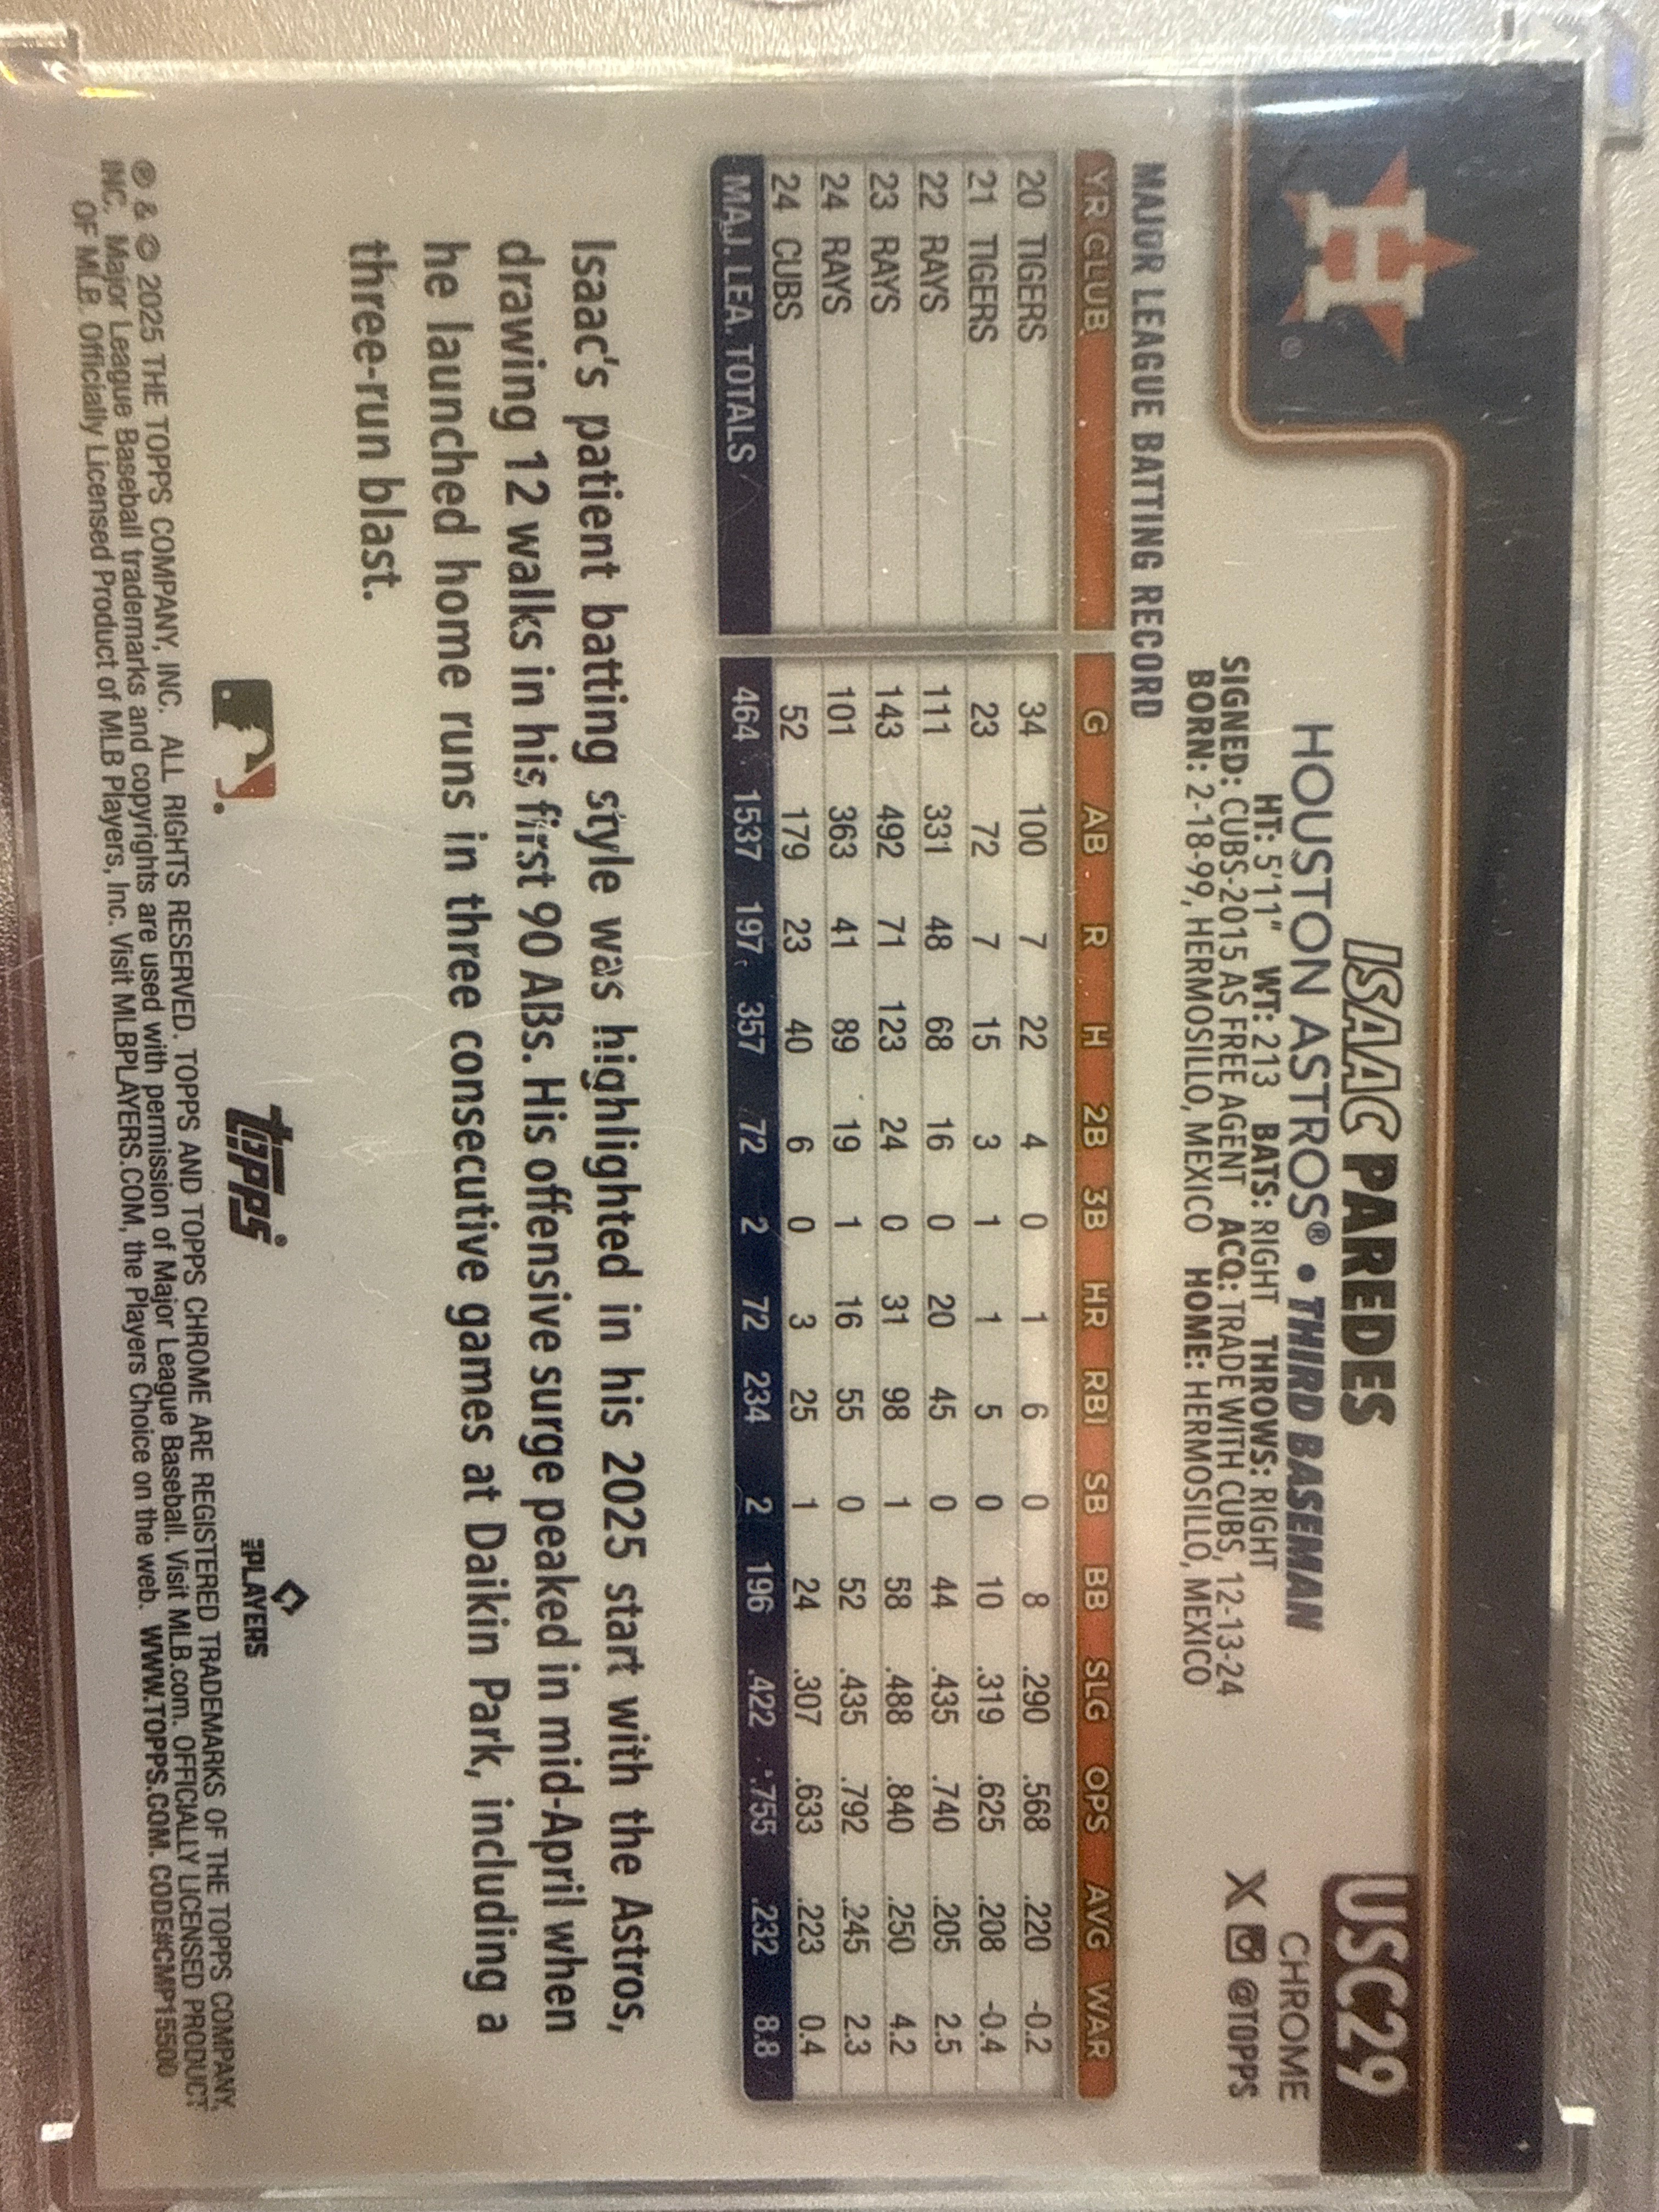 H®
ISAAC PAREDES
USC29
HOUSTON ASTROS® • THIRD BASEMAN
CHROME
HT: 5'11" WT: 213 BATS: RIGHT THROWS: RIGHT
X @TOPPS
SIGNED: CUBS-2015 AS FREE AGENT ACQ: TRADE WITH CUBS, 12-13-24
BORN: 2-18-99, HERMOSILLO, MEXICO HOME: HERMOSILLO, MEXICO
MAJOR LEAGUE BATTING RECORD
YR CLUB G AB R H 2B 3B HR RBI SB BB SLG OPS AVG WAR
20 TIGERS 34 100 7 22 4 0 1 6 0 8 .290 .568 .220 -0.2
21 TIGERS 23 72 7 15 3 1 1 5 0 10 .319 .625 .208 -0.4
22 RAYS 111 331 48 68 16 0 20 45 0 44 .435 .740 .205 2.5
23 RAYS 143 492 71 123 24 0 31 98 1 58 .488 .840 .250 4.2
24 RAYS 101 363 41 89 19 1 16 55 0 52 .435 .792 .245 2.3
24 CUBS 52 179 23 40 6 0 3 25 1 24 .307 .633 .223 0.4
MAJ. LEA. TOTALS 464 1537 197 357 72 2 72 234 2 196 .422 .755 .232 8.8
Isaac's patient batting style was highlighted in his 2025 start with the Astros,
drawing 12 walks in his first 90 ABs. His offensive surge peaked in mid-April when
he launched home runs in three consecutive games at Daikin Park, including a
three-run blast.
topps®
PLAYERS
® & © 2025 THE TOPPS COMPANY, INC. ALL RIGHTS RESERVED. TOPPS AND TOPPS CHROME ARE REGISTERED TRADEMARKS OF THE TOPPS COMPANY,
INC. Major League Baseball trademarks and copyrights are used with permission of Major League Baseball. Visit MLB.com. OFFICIALLY LICENSED PRODUCT
OF MLB. Officially Licensed Product of MLB Players, Inc. Visit MLBPLAYERS.COM, the Players Choice on the web. WWW.TOPPS.COM. CODE#CMP15500